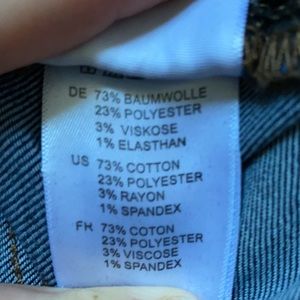 DE 73% BAUMWOLLE
23% POLYESTER
3% VISKOSE
1% ELASTHAN
US 73% COTTON
23% POLYESTER
3% RAYON
1% SPANDEX
FR 73% COTON
23% POLYESTER
3% VISCOSE
1% SPANDEX